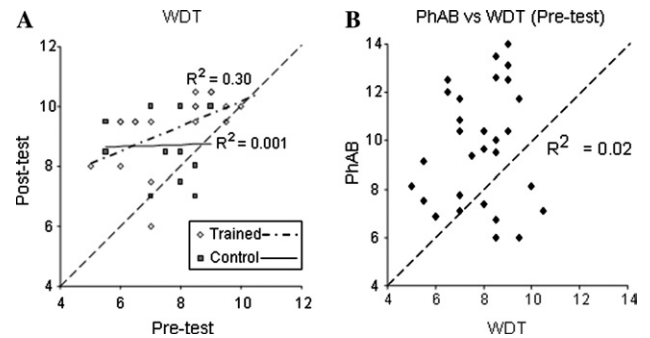 A
WDT
12
10
8
6
4
4
6
8
10
12
Post-test
Pre-test
R2 = 0.30
R2 = 0.001
Trained
Control
B
PhAB vs WDT (Pre-test)
14
12
10
8
6
4
4
6
8
10
12
14
PhAB
WDT
R2 = 0.02